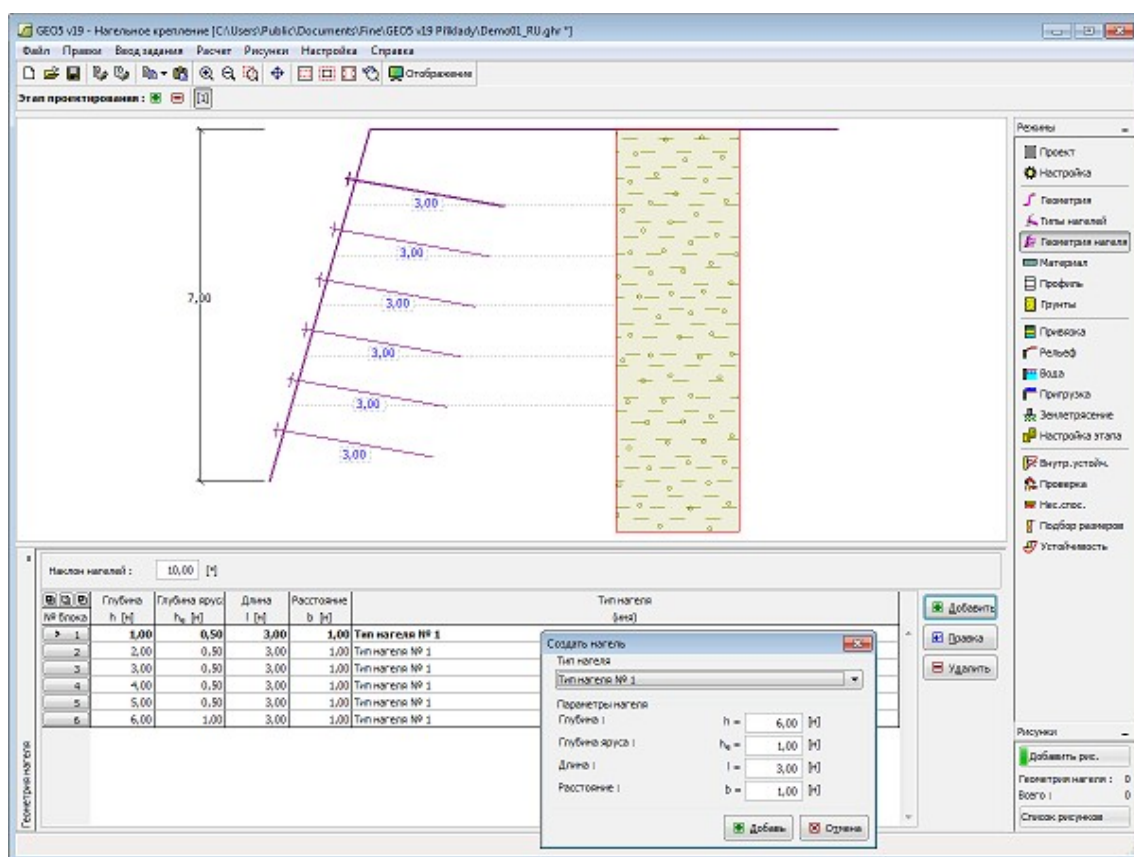 GEO5 v19 - Нагельное крепление [C:\Users\Public\Documents\Fine\GEO5 v19 Příklady\Demo01_RU.ghr *]
Файл Правка Ввод задания Расчет Рисунки Настройка Справка
Отображение
Этап проектирования : [1]
7,00
3,00
3,00
3,00
3,00
3,00
3,00
Режимы
Проект
Настройка
Геометрия
Типы нагелей
Геометрия нагеля
Материал
Профиль
Грунты
Привязка
Рельеф
Вода
Пригрузка
Землетрясение
Настройка этапа
Внутр.устойч.
Проверка
Нес.спос.
Подбор размеров
Устойчивость
Наклон нагелей : 10,00 [°]
№ блока Глубина h [м] Глубина яруса hₑ [м] Длина l [м] Расстояние b [м] Тип нагеля (имя)
> 1 1,00 0,50 3,00 1,00 Тип нагеля № 1
2 2,00 0,50 3,00 1,00 Тип нагеля № 1
3 3,00 0,50 3,00 1,00 Тип нагеля № 1
4 4,00 0,50 3,00 1,00 Тип нагеля № 1
5 5,00 0,50 3,00 1,00 Тип нагеля № 1
6 6,00 1,00 3,00 1,00 Тип нагеля № 1
Добавить
Правка
Удалить
Создать нагель
Тип нагеля
Тип нагеля № 1
Параметры нагеля
Глубина : h = 6,00 [м]
Глубина яруса : hₑ = 1,00 [м]
Длина : l = 3,00 [м]
Расстояние : b = 1,00 [м]
Добавь Отмена
Геометрия нагеля
Рисунки
Добавить рис.
Геометрия нагеля : 0
Всего : 0
Список рисунков